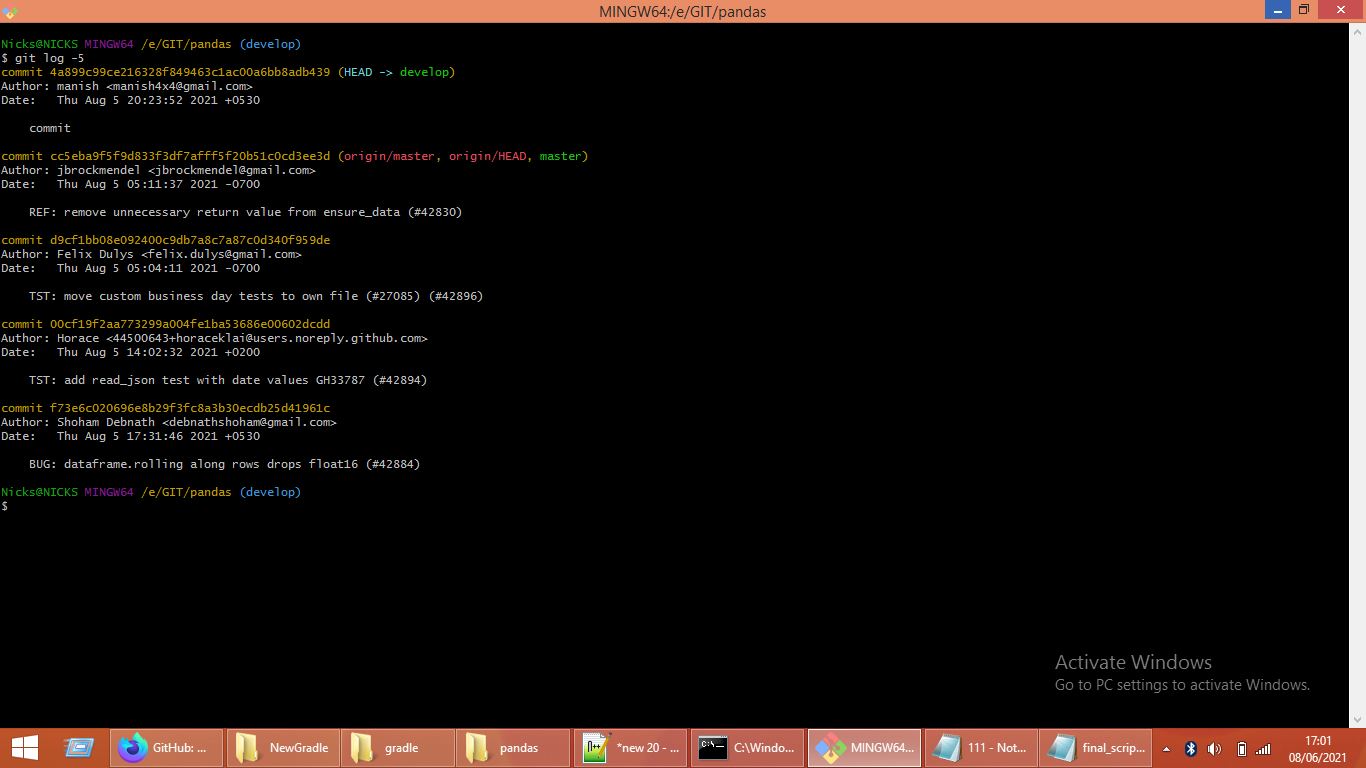 MINGW64:/e/GIT/pandas
Nicks@NICKS MINGW64 /e/GIT/pandas (develop)
$ git log -5
commit 4a899c99ce216328f849463c1ac00a6bb8adb439 (HEAD -> develop)
Author: manish <manish4x4@gmail.com>
Date:   Thu Aug 5 20:23:52 2021 +0530
commit
commit cc5eba9f5f9d833f3df7afff5f20b51c0cd3ee3d (origin/master, origin/HEAD, master)
Author: jbrockmendel <jbrockmendel@gmail.com>
Date:   Thu Aug 5 05:11:37 2021 -0700
REF: remove unnecessary return value from ensure_data (#42830)
commit d9cf1bb08e092400c9db7a8c7a87c0d340f959de
Author: Felix Dulys <felix.dulys@gmail.com>
Date:   Thu Aug 5 05:04:11 2021 -0700
TST: move custom business day tests to own file (#27085) (#42896)
commit 00cf19f2aa773299a004fe1ba53686e00602dcdd
Author: Horace <44500643+horaceklai@users.noreply.github.com>
Date:   Thu Aug 5 14:02:32 2021 +0200
TST: add read_json test with date values GH33787 (#42894)
commit f73e6c020696e8b29f3fc8a3b30ecdb25d41961c
Author: Shoham Debnath <debnathshoham@gmail.com>
Date:   Thu Aug 5 17:31:46 2021 +0530
BUG: dataframe.rolling along rows drops float16 (#42884)
Nicks@NICKS MINGW64 /e/GIT/pandas (develop)
$
Activate Windows
Go to PC settings to activate Windows.
GitHub: ... NewGradle gradle pandas *new 20 - ... C:\Windo... MINGW64... 111 - Not... final_scrip... 17:01
08/06/2021